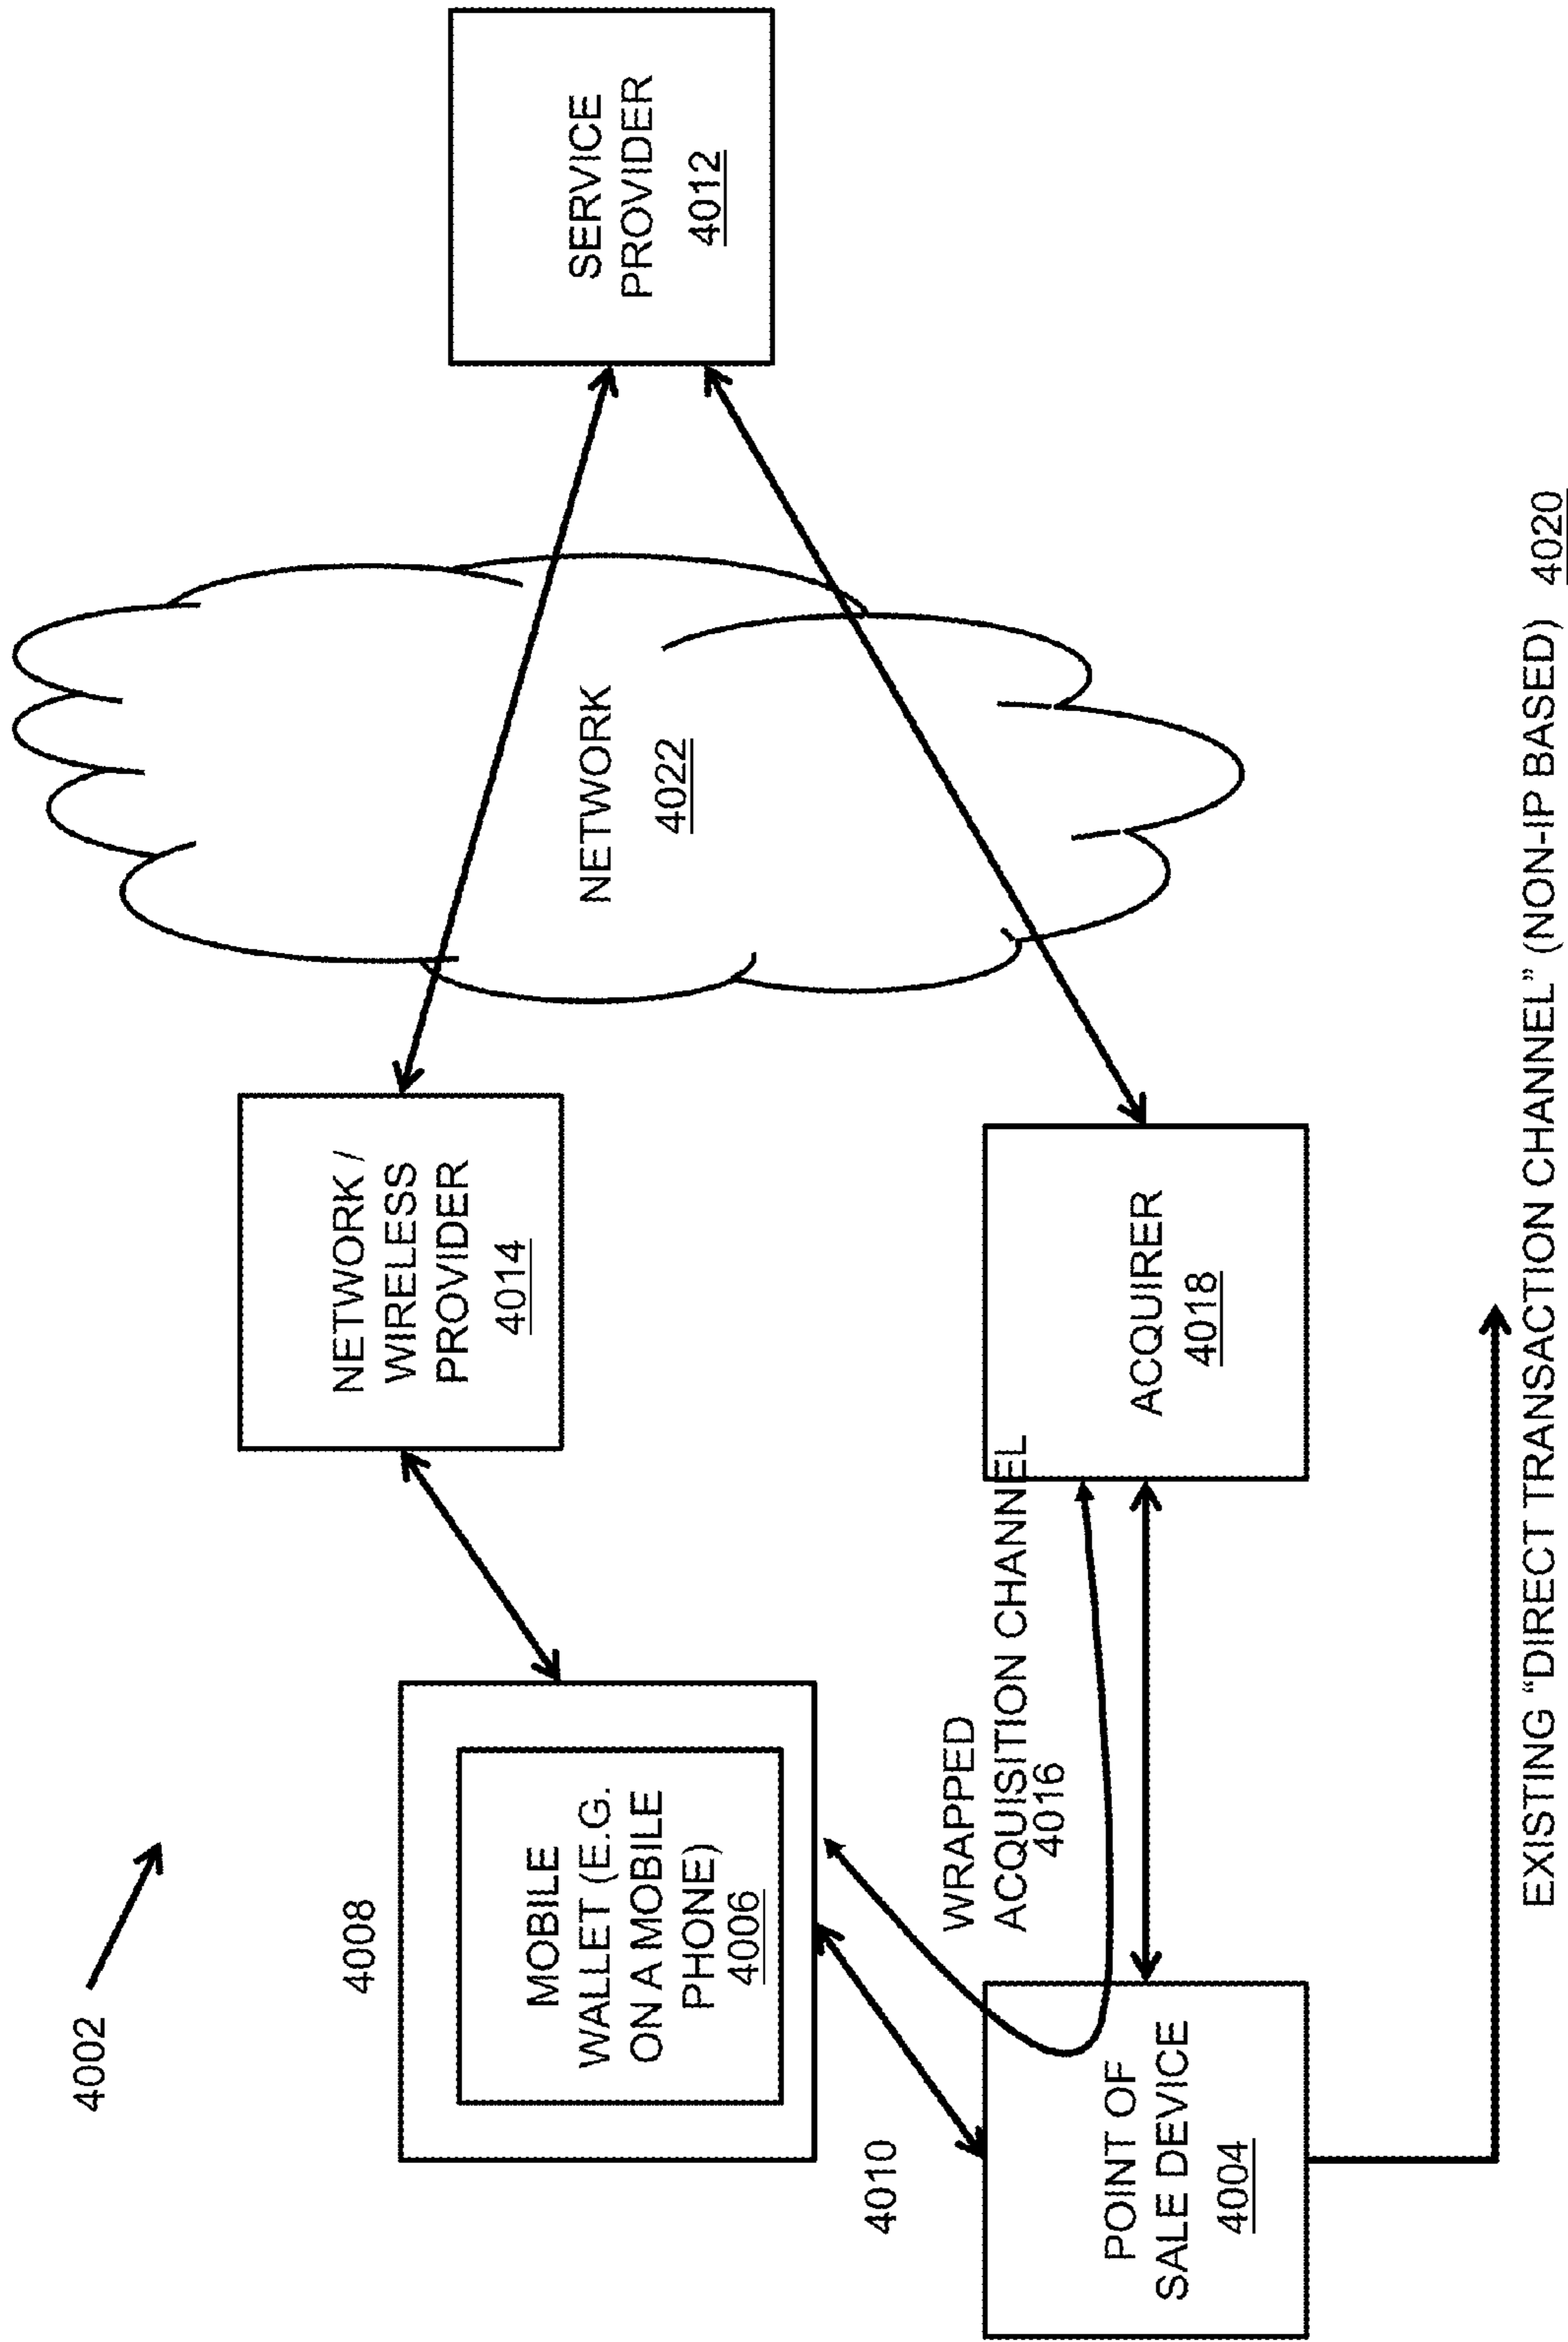 4002
4008
MOBILE
WALLET (E.G.
ON A MOBILE
PHONE)
4006
NETWORK /
WIRELESS
PROVIDER
4014
NETWORK
4022
SERVICE
PROVIDER
4012
4010
WRAPPED
ACQUISITION CHANNEL
4016
POINT OF
SALE DEVICE
4004
ACQUIRER
4018
EXISTING “DIRECT TRANSACTION CHANNEL” (NON-IP BASED) 4020